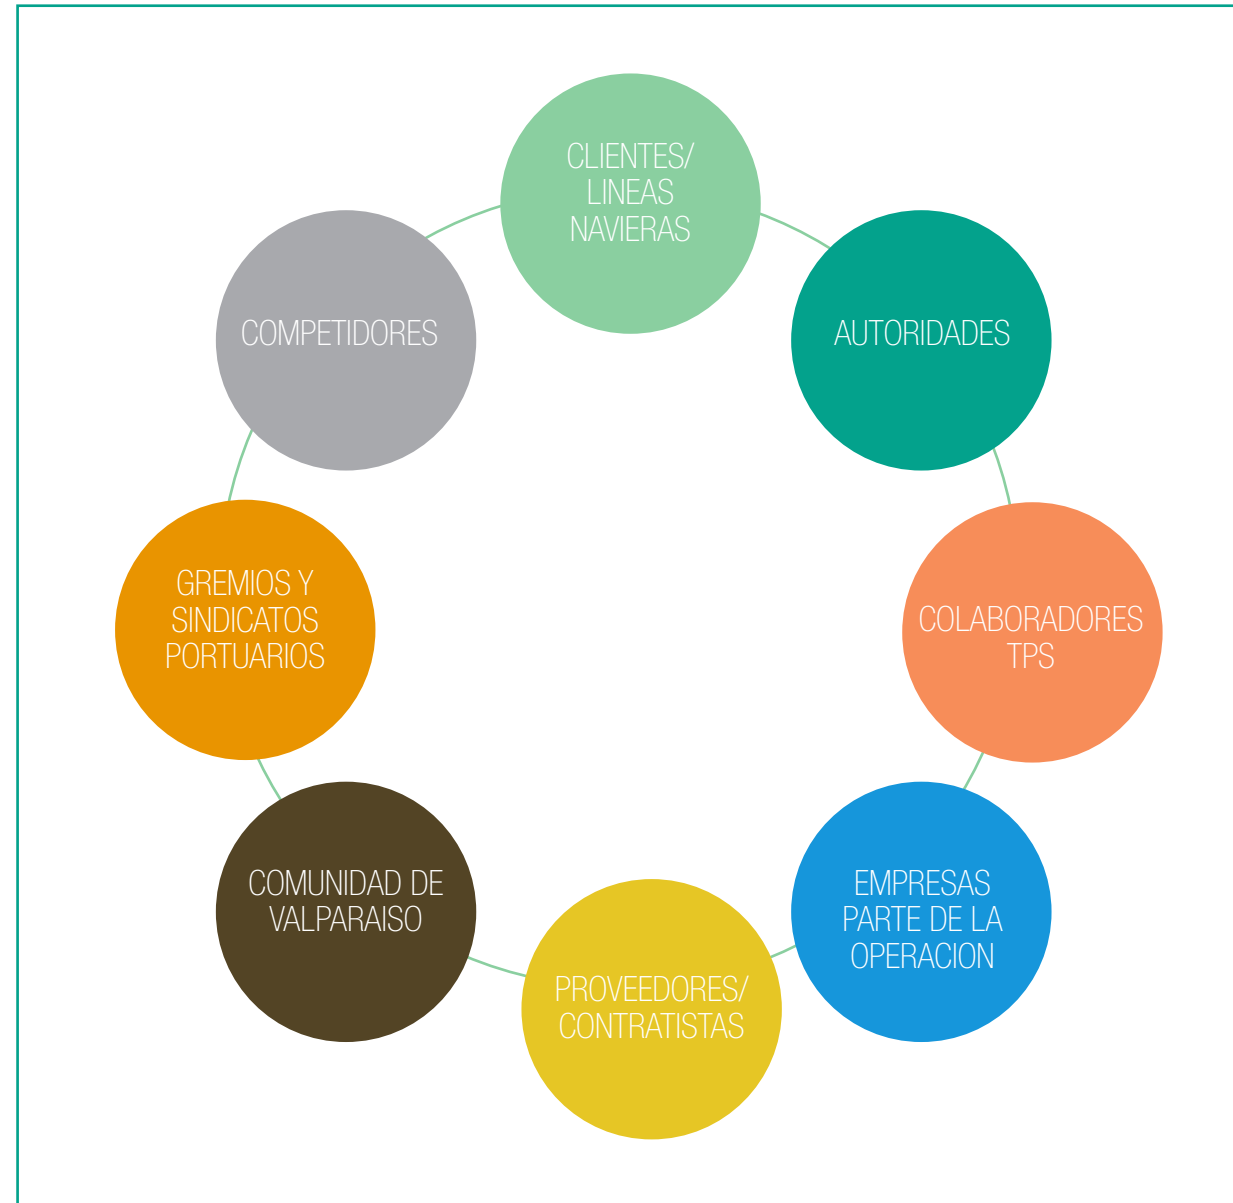 CLIENTES/
LINEAS
NAVIERAS
AUTORIDADES
COLABORADORES
TPS
EMPRESAS
PARTE DE LA
OPERACION
PROVEEDORES/
CONTRATISTAS
COMUNIDAD DE
VALPARAISO
GREMIOS Y
SINDICATOS
PORTUARIOS
COMPETIDORES